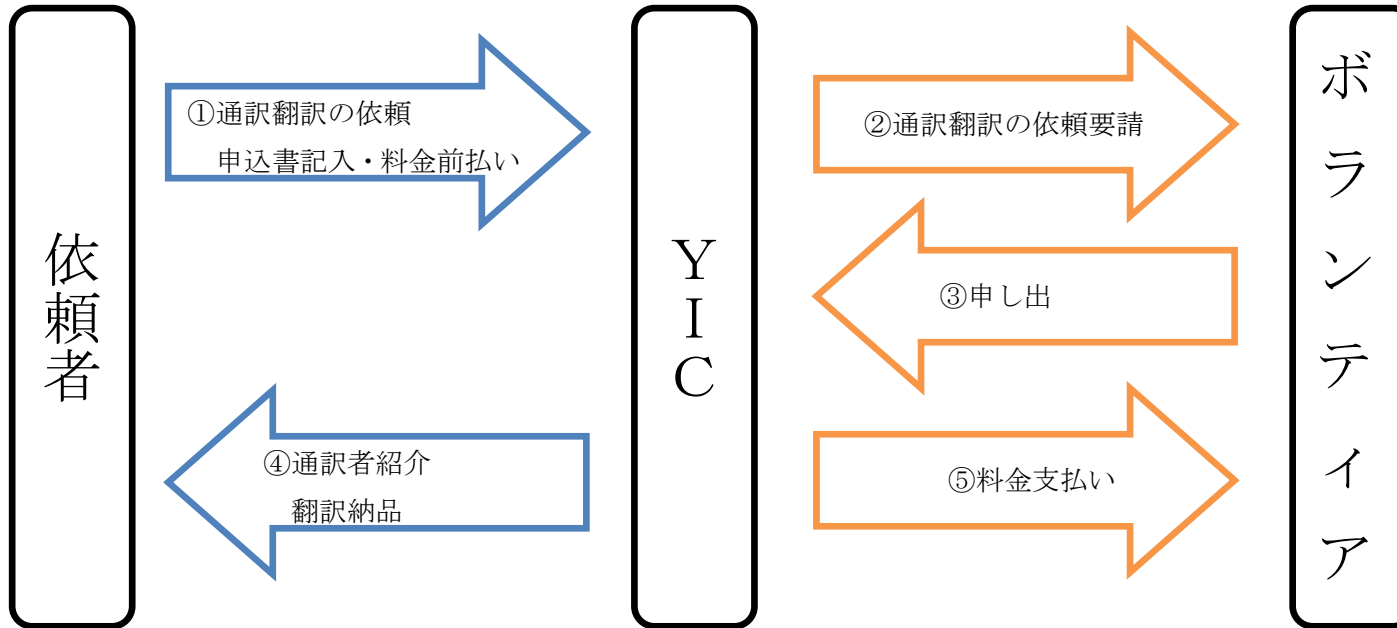 依頼者
①通訳翻訳の依頼
申込書記入・料金前払い
④通訳者紹介
翻訳納品
ＹＩＣ
②通訳翻訳の依頼要請
③申し出
⑤料金支払い
ボランティア